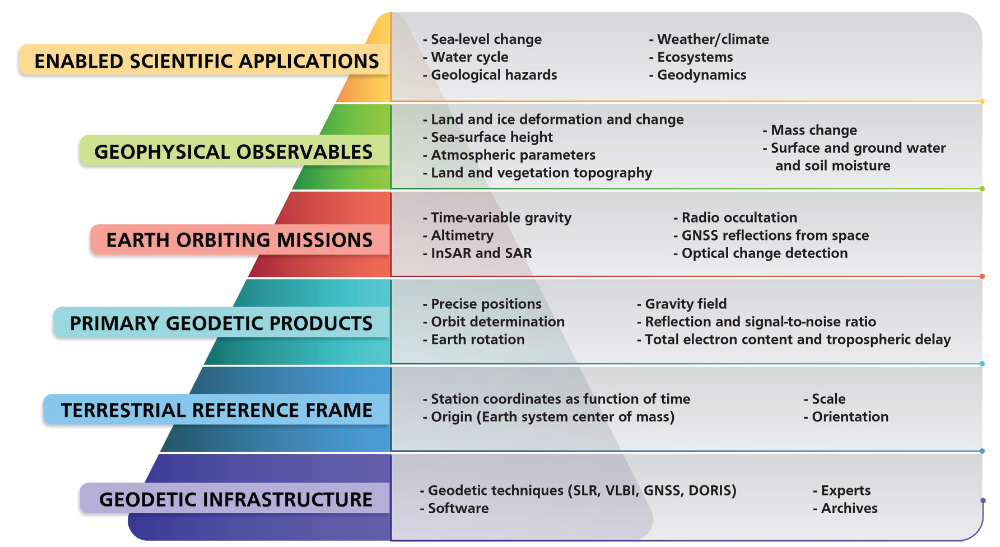 ENABLED SCIENTIFIC APPLICATIONS
- Sea-level change
- Water cycle
- Geological hazards
- Weather/climate
- Ecosystems
- Geodynamics
GEOPHYSICAL OBSERVABLES
- Land and ice deformation and change
- Sea-surface height
- Atmospheric parameters
- Land and vegetation topography
- Mass change
- Surface and ground water
and soil moisture
EARTH ORBITING MISSIONS
- Time-variable gravity
- Altimetry
- InSAR and SAR
- Radio occultation
- GNSS reflections from space
- Optical change detection
PRIMARY GEODETIC PRODUCTS
- Precise positions
- Orbit determination
- Earth rotation
- Gravity field
- Reflection and signal-to-noise ratio
- Total electron content and tropospheric delay
TERRESTRIAL REFERENCE FRAME
- Station coordinates as function of time
- Origin (Earth system center of mass)
- Scale
- Orientation
GEODETIC INFRASTRUCTURE
- Geodetic techniques (SLR, VLBI, GNSS, DORIS)
- Software
- Experts
- Archives